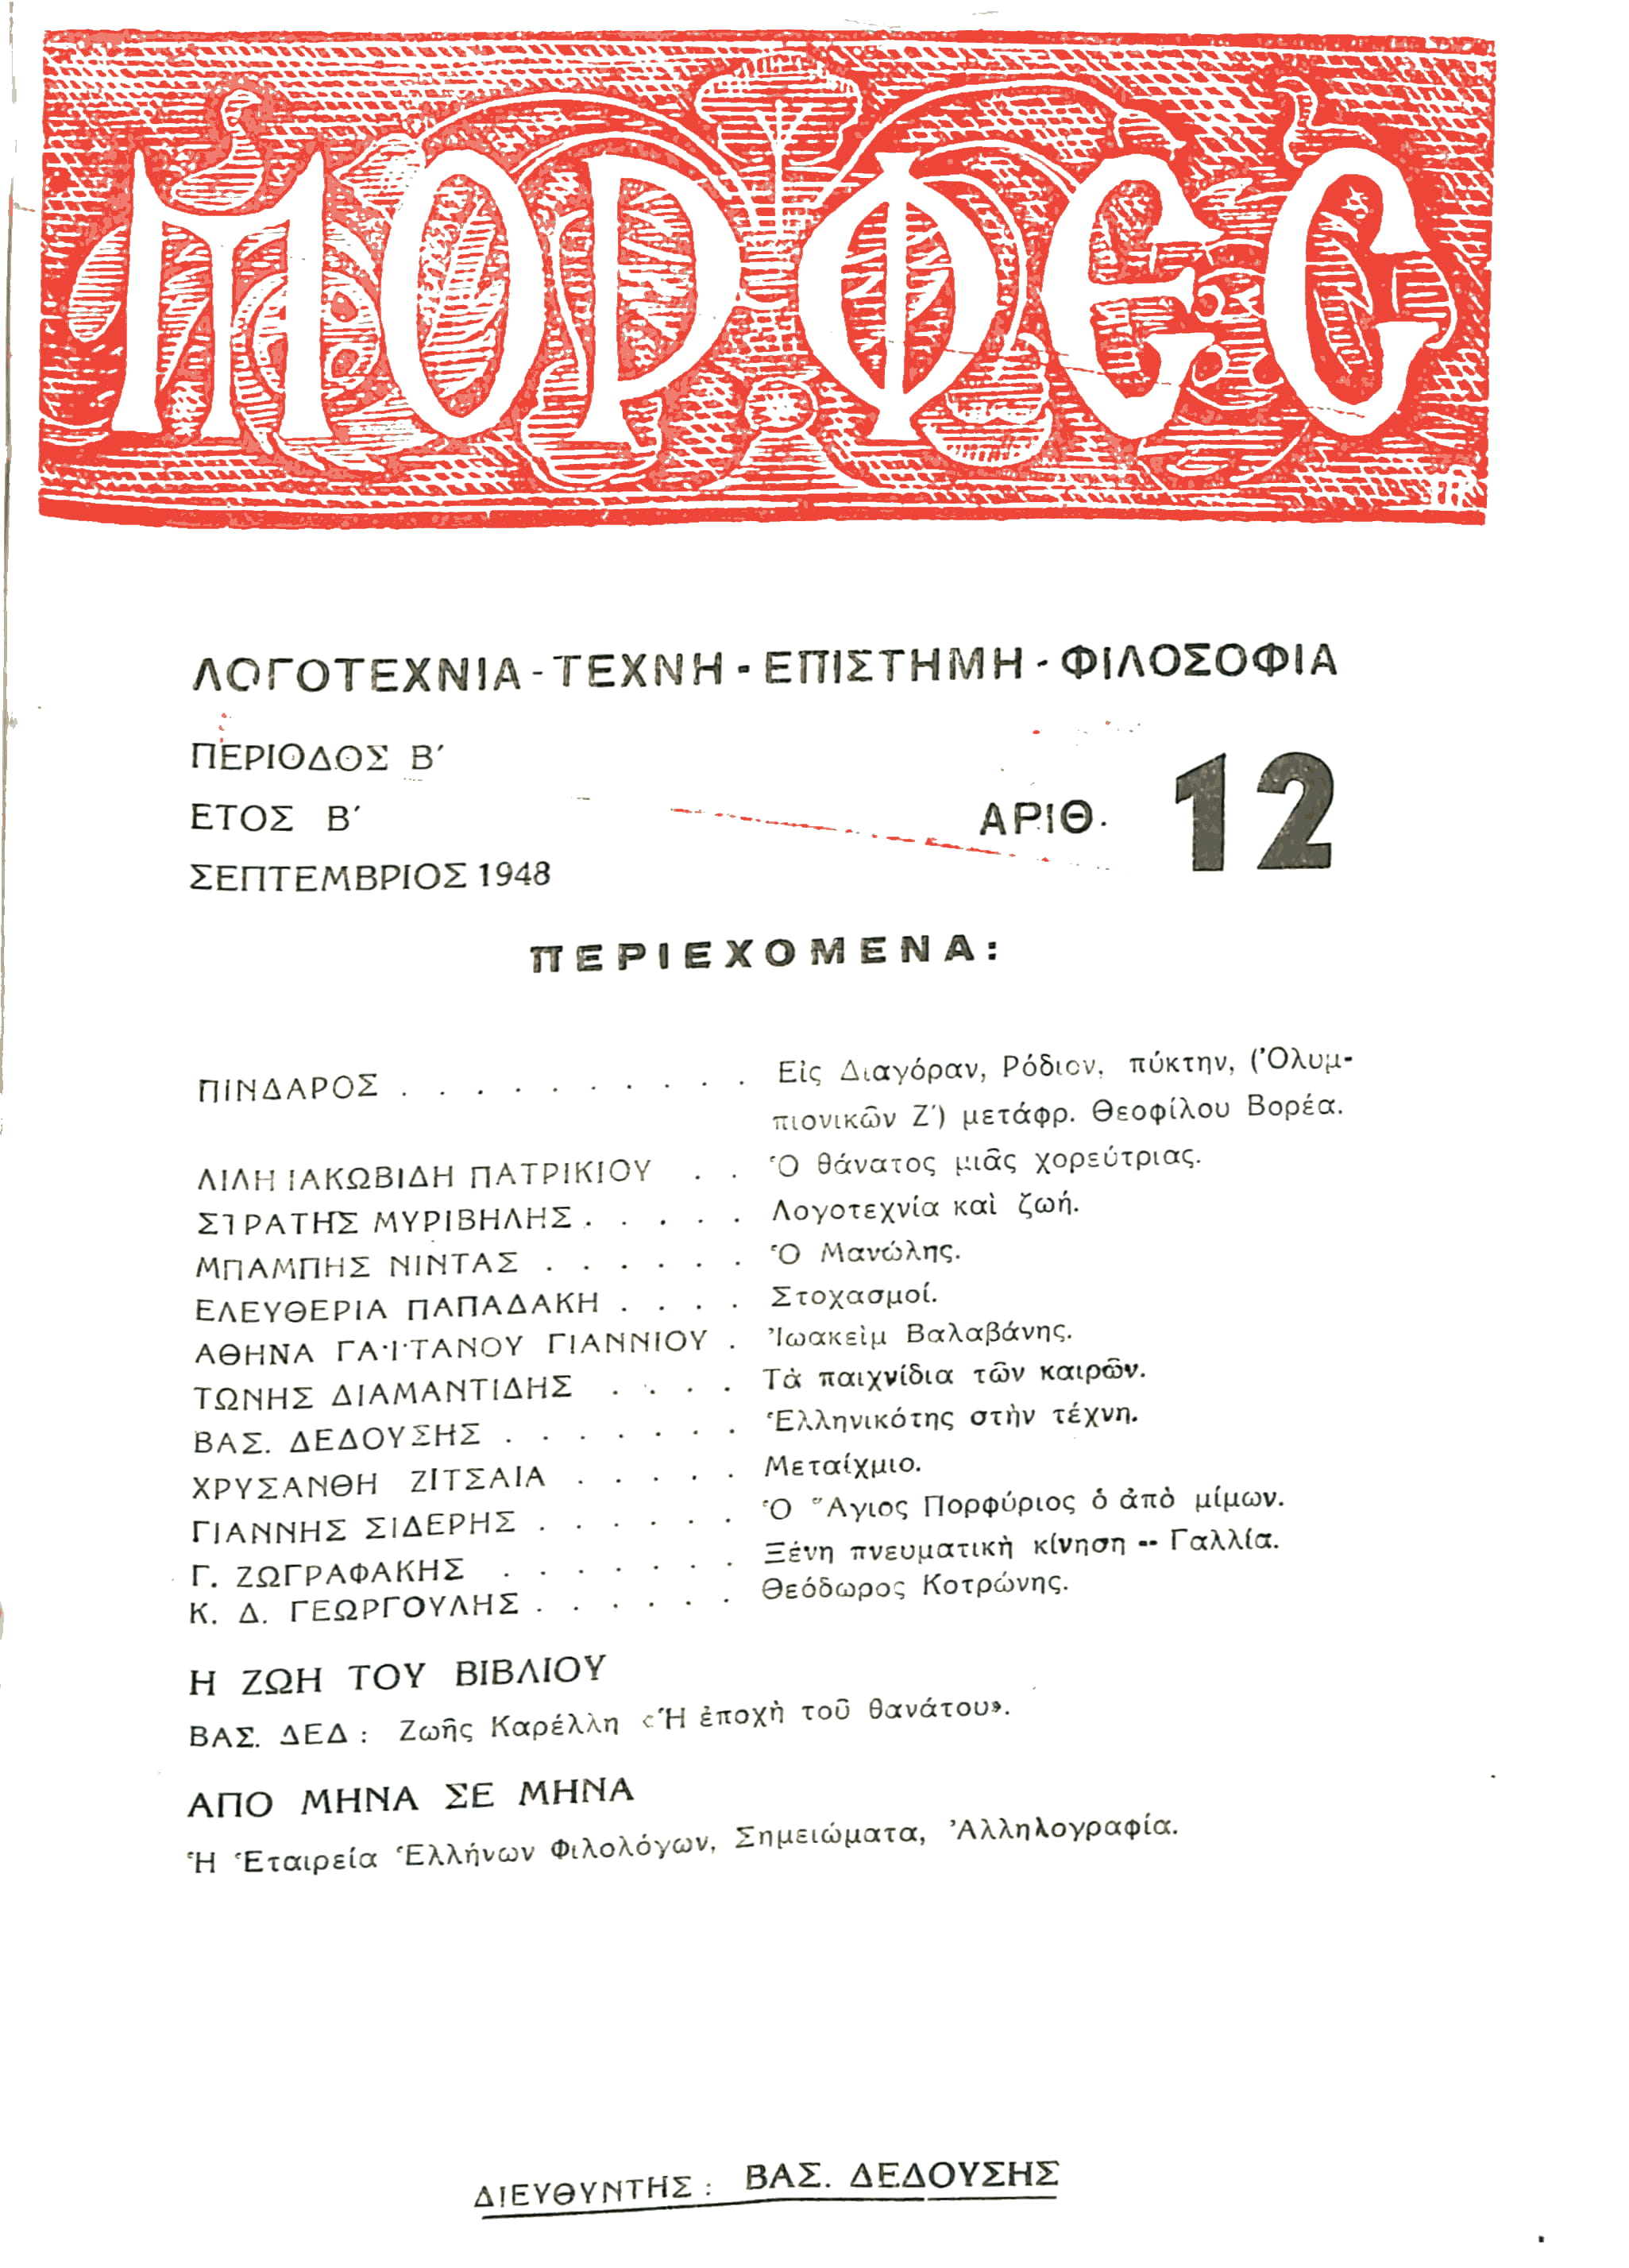 ΜΟΡΦΕΣ
ΛΟΓΟΤΕΧΝΙΑ - ΤΕΧΝΗ - ΕΠΙΣΤΗΜΗ - ΦΙΛΟΣΟΦΙΑ
ΠΕΡΙΟΔΟΣ Β′
ΕΤΟΣ Β′
ΑΡΙΘ. 12
ΣΕΠΤΕΜΒΡΙΟΣ 1948
ΠΕΡΙΕΧΟΜΕΝΑ:
ΠΙΝΔΑΡΟΣ . . . . . . . . . . Εἰς Διαγόραν, Ρόδιον, πύκτην, (Ὀλυμ-
πιονικῶν Ζ′) μετάφρ. Θεοφίλου Βορέα.
ΛΙΛΗ ΙΑΚΩΒΙΔΗ ΠΑΤΡΙΚΙΟΥ . . Ὁ θάνατος μιᾶς χορεύτριας.
ΣΤΡΑΤΗΣ ΜΥΡΙΒΗΛΗΣ . . . . . Λογοτεχνία καὶ ζωή.
ΜΠΑΜΠΗΣ ΝΙΝΤΑΣ . . . . . . Ὁ Μανώλης.
ΕΛΕΥΘΕΡΙΑ ΠΑΠΑΔΑΚΗ . . . . Στοχασμοί.
ΑΘΗΝΑ ΓΑ·Ι·ΤΑΝΟΥ ΓΙΑΝΝΙΟΥ . Ἰωακεὶμ Βαλαβάνης.
ΤΩΝΗΣ ΔΙΑΜΑΝΤΙΔΗΣ . . . . Τὰ παιχνίδια τῶν καιρῶν.
ΒΑΣ. ΔΕΔΟΥΣΗΣ . . . . . . . Ἑλληνικότης στὴν τέχνη.
ΧΡΥΣΑΝΘΗ ΖΙΤΣΑΙΑ . . . . . Μεταίχμιο.
ΓΙΑΝΝΗΣ ΣΙΔΕΡΗΣ . . . . . . Ὁ Ἅγιος Πορφύριος ὁ ἀπὸ μίμων.
Γ. ΖΩΓΡΑΦΑΚΗΣ . . . . . . . Ξένη πνευματικὴ κίνηση -- Γαλλία.
Κ. Δ. ΓΕΩΡΓΟΥΛΗΣ . . . . . . Θεόδωρος Κοτρώνης.
Η ΖΩΗ ΤΟΥ ΒΙΒΛΙΟΥ
ΒΑΣ. ΔΕΔ : Ζωῆς Καρέλλη «Ἡ ἐποχὴ τοῦ θανάτου».
ΑΠΟ ΜΗΝΑ ΣΕ ΜΗΝΑ
Ἡ Ἑταιρεία Ἑλλήνων Φιλολόγων, Σημειώματα, Ἀλληλογραφία.
ΔΙΕΥΘΥΝΤΗΣ : ΒΑΣ. ΔΕΔΟΥΣΗΣ